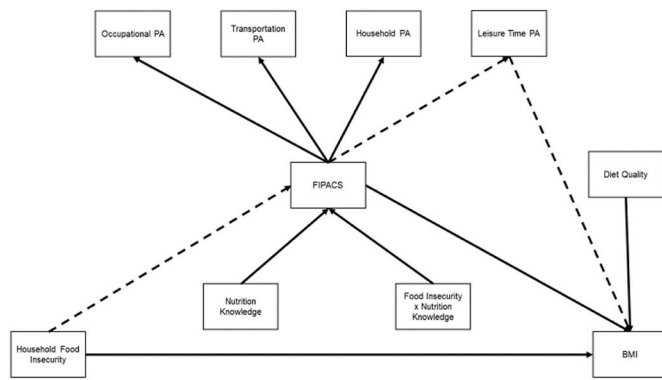 Occupational PA
Transportation
PA
Household PA
Leisure Time PA
FIPACS
Diet Quality
Nutrition
Knowledge
Food Insecurity
x Nutrition
Knowledge
Household Food
Insecurity
BMI